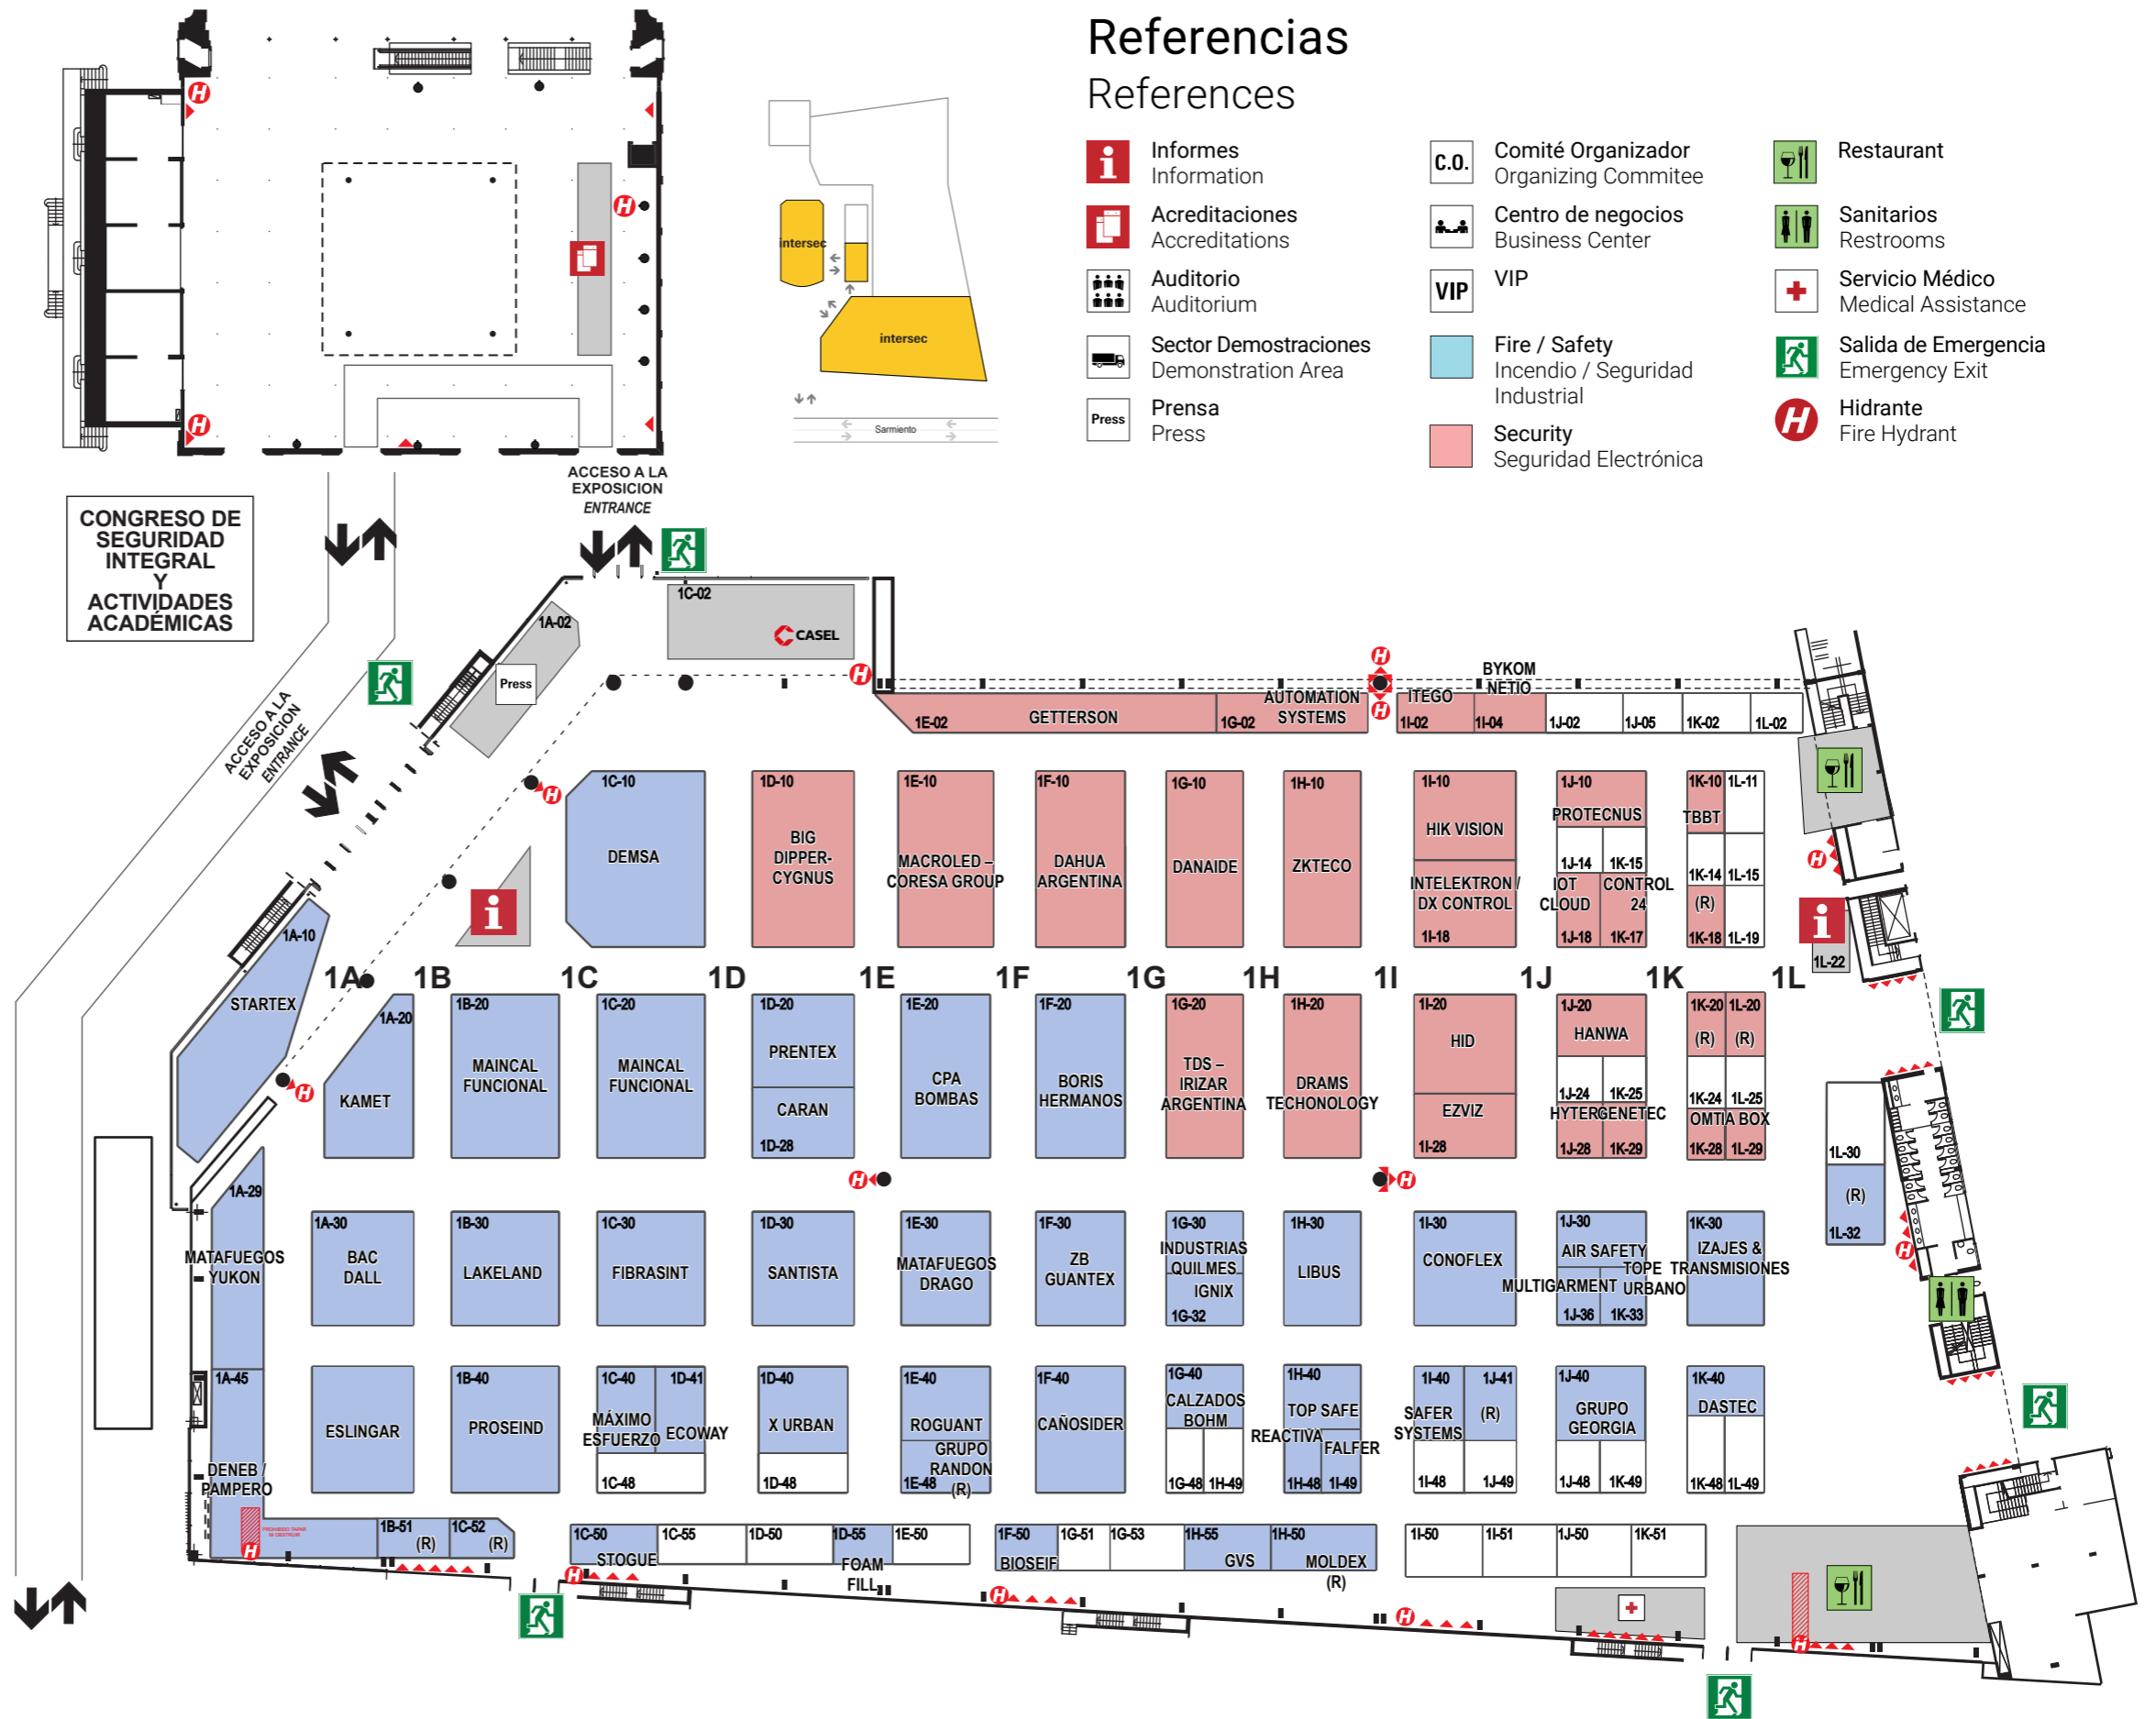 Referencias
References
Informes
Information
Acreditaciones
Accreditations
Auditorio
Auditorium
Sector Demostraciones
Demonstration Area
Press
Prensa
Press
C.O.
Comité Organizador
Organizing Commitee
Centro de negocios
Business Center
VIP
VIP
Fire / Safety
Incendio / Seguridad
Industrial
Security
Seguridad Electrónica
Restaurant
Sanitarios
Restrooms
Servicio Médico
Medical Assistance
Salida de Emergencia
Emergency Exit
H
Hidrante
Fire Hydrant
intersec
intersec
Sarmiento
ACCESO A LA
EXPOSICION
ENTRANCE
CONGRESO DE
SEGURIDAD
INTEGRAL
Y
ACTIVIDADES
ACADÉMICAS
ACCESO A LA
EXPOSICION
ENTRANCE
1A-02
Press
1C-02
CASEL
1E-02
GETTERSON
1G-02
AUTOMATION
SYSTEMS
ITEGO
1I-02
BYKOM
NETIO
1I-04
1J-02
1J-05
1K-02
1L-02
1C-10
DEMSA
1D-10
BIG
DIPPER-
CYGNUS
1E-10
MACROLED –
CORESA GROUP
1F-10
DAHUA
ARGENTINA
1G-10
DANAIDE
1H-10
ZKTECO
1I-10
HIK VISION
INTELEKTRON /
DX CONTROL
1I-18
1J-10
PROTECNUS
1J-14
1K-15
IOT
CLOUD
1J-18
CONTROL
24
1K-17
1K-10
TBBT
1L-11
1K-14
1L-15
(R)
1K-18
1L-19
1L-22
1A-10
STARTEX
1A
1B
1C
1D
1E
1F
1G
1H
1I
1J
1K
1L
1A-20
KAMET
1B-20
MAINCAL
FUNCIONAL
1C-20
MAINCAL
FUNCIONAL
1D-20
PRENTEX
CARAN
1D-28
1E-20
CPA
BOMBAS
1F-20
BORIS
HERMANOS
1G-20
TDS –
IRIZAR
ARGENTINA
1H-20
DRAMS
TECHONOLOGY
1I-20
HID
EZVIZ
1I-28
1J-20
HANWA
1J-24
1K-25
HYTER
GENETEC
1J-28
1K-29
1K-20
(R)
1L-20
(R)
1K-24
1L-25
OMTIA BOX
1K-28
1L-29
1L-30
(R)
1L-32
1A-29
MATAFUEGOS
YUKON
1A-30
BAC
DALL
1B-30
LAKELAND
1C-30
FIBRASINT
1D-30
SANTISTA
1E-30
MATAFUEGOS
DRAGO
1F-30
ZB
GUANTEX
1G-30
INDUSTRIAS
QUILMES
IGNIX
1G-32
1H-30
LIBUS
1I-30
CONOFLEX
1J-30
AIR SAFETY
MULTIGARMENT
1J-36
TOPE
URBANO
1K-33
1K-30
IZAJES &
TRANSMISIONES
1A-45
DENEB /
PAMPERO
ESLINGAR
1B-40
PROSEIND
1C-40
MÁXIMO
ESFUERZO
1D-41
ECOWAY
1C-48
1D-40
X URBAN
1D-48
1E-40
ROGUANT
GRUPO
RANDON
(R)
1E-48
1F-40
CAÑOSIDER
1G-40
CALZADOS
BOHM
1G-48
1H-49
1H-40
TOP SAFE
REACTIVA
FALFER
1H-48
1I-49
1I-40
SAFER
SYSTEMS
1J-41
(R)
1I-48
1J-49
1J-40
GRUPO
GEORGIA
1J-48
1K-49
1K-40
DASTEC
1K-48
1L-49
PROHIBIDO TAPAR
NI OBSTRUIR
1B-51
(R)
1C-52
(R)
1C-50
STOGUE
1C-55
1D-50
1D-55
FOAM
FILL
1E-50
1F-50
BIOSEIF
1G-51
1G-53
1H-55
GVS
1H-50
MOLDEX
(R)
1I-50
1I-51
1J-50
1K-51